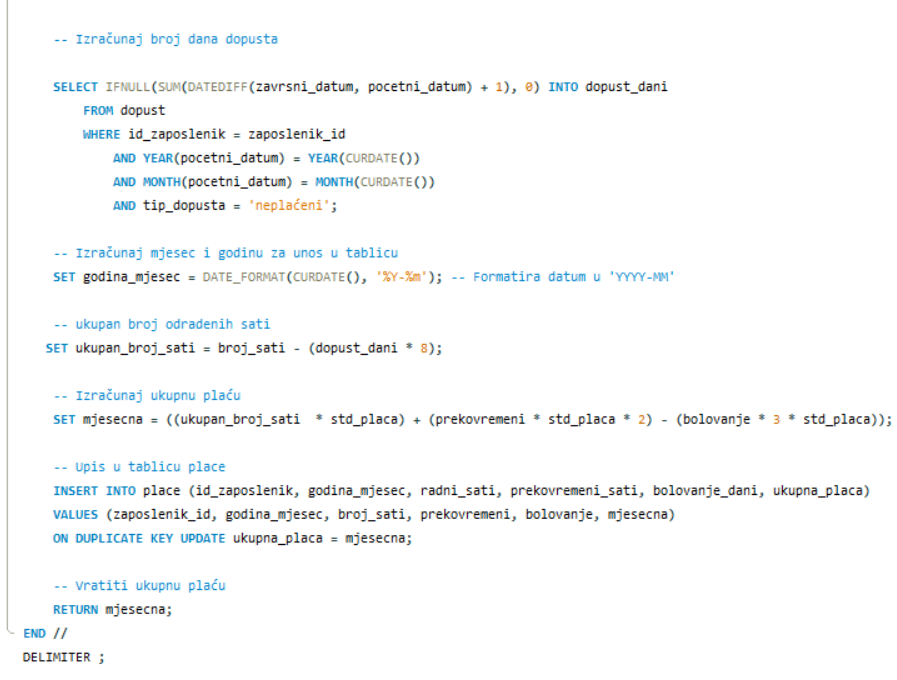 -- Izračunaj broj dana dopusta
SELECT IFNULL(SUM(DATEDIFF(zavrsni_datum, pocetni_datum) + 1), 0) INTO dopust_dani
FROM dopust
WHERE id_zaposlenik = zaposlenik_id
AND YEAR(pocetni_datum) = YEAR(CURDATE())
AND MONTH(pocetni_datum) = MONTH(CURDATE())
AND tip_dopusta = 'neplaćeni';
-- Izračunaj mjesec i godinu za unos u tablicu
SET godina_mjesec = DATE_FORMAT(CURDATE(), '%Y-%m'); -- Formatira datum u 'YYYY-MM'
-- ukupan broj odrađenih sati
SET ukupan_broj_sati = broj_sati - (dopust_dani * 8);
-- Izračunaj ukupnu plaću
SET mjesecna = ((ukupan_broj_sati  * std_placa) + (prekovremeni * std_placa * 2) - (bolovanje * 3 * std_placa));
-- Upis u tablicu place
INSERT INTO place (id_zaposlenik, godina_mjesec, radni_sati, prekovremeni_sati, bolovanje_dani, ukupna_placa)
VALUES (zaposlenik_id, godina_mjesec, broj_sati, prekovremeni, bolovanje, mjesecna)
ON DUPLICATE KEY UPDATE ukupna_placa = mjesecna;
-- Vratiti ukupnu plaću
RETURN mjesecna;
END //
DELIMITER ;